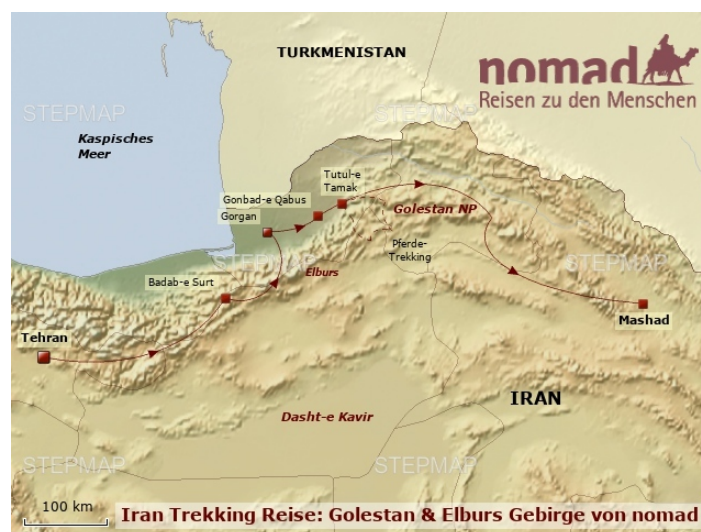 TURKMENISTAN
nomad
Reisen zu den Menschen
STEPMAP
STEPMAP
Kaspisches
Meer
Tutul-e
Tamak
Gonbad-e Qabus
Gorgan
Golestan NP
Pferde-
Trekking
Elburs
STEPMAP
STEPMAP
Badab-e Surt
Mashad
Tehran
IRAN
Dasht-e Kavir
STEPMAP
STEPMAP
100 km
Iran Trekking Reise: Golestan & Elburs Gebirge von nomad